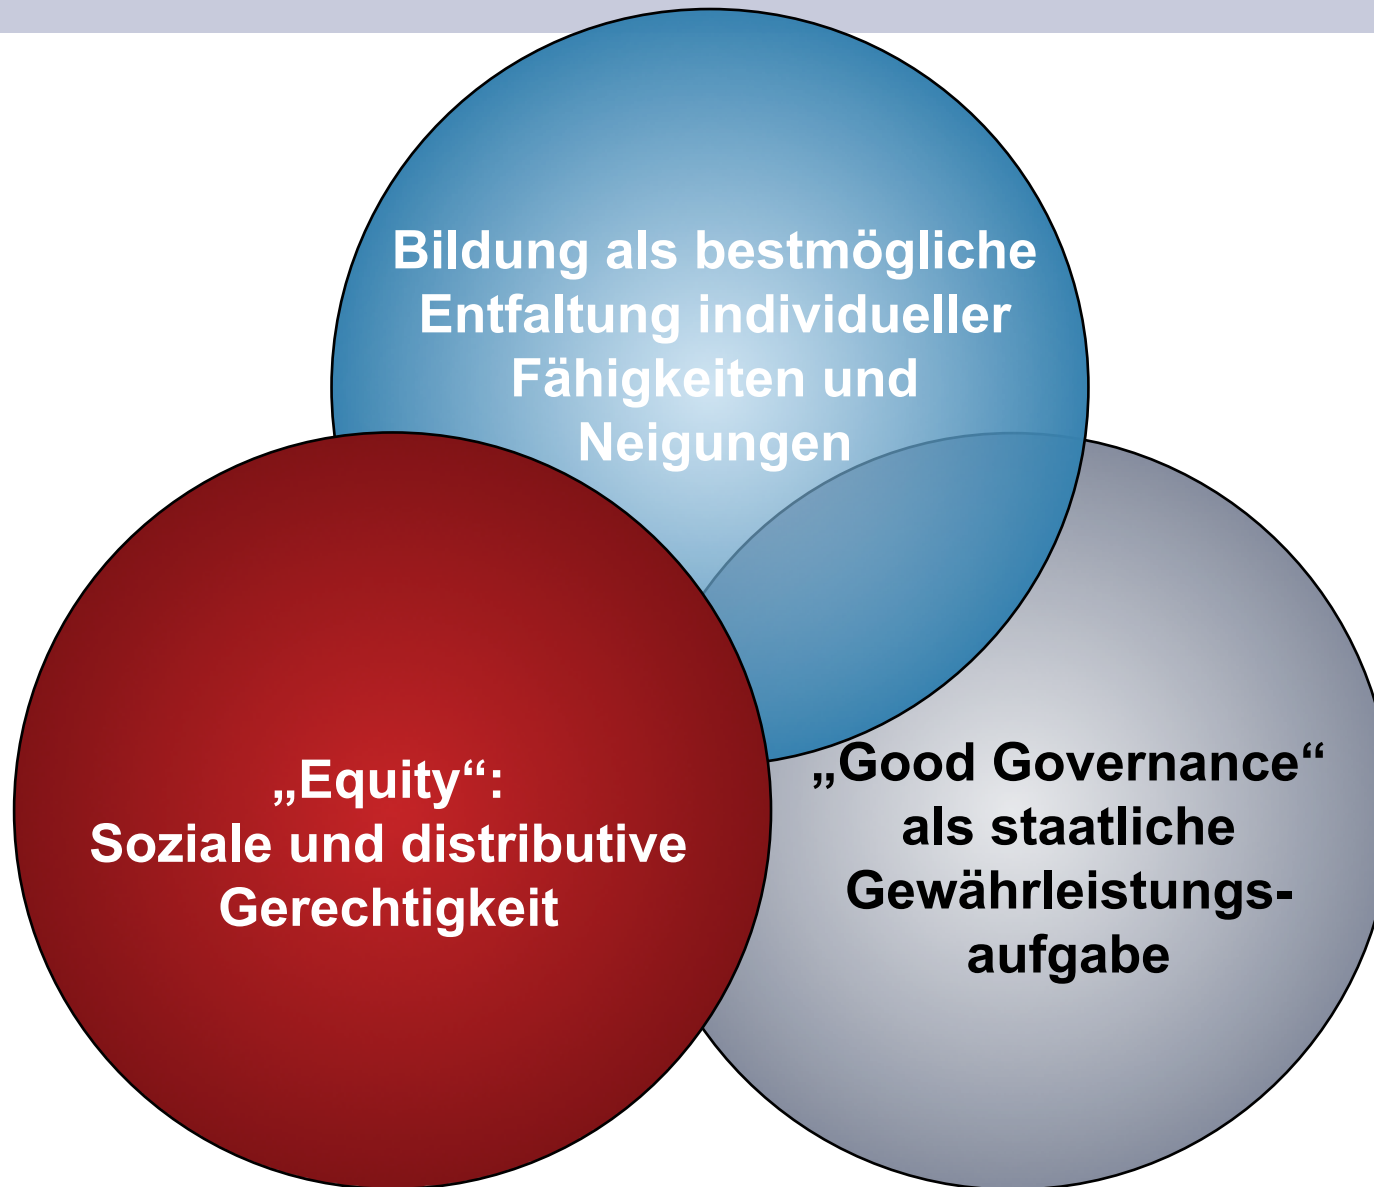 Bildung als bestmögliche
Entfaltung individueller
Fähigkeiten und
Neigungen
„Equity“:
Soziale und distributive
Gerechtigkeit
„Good Governance“
als staatliche
Gewährleistungs-
aufgabe